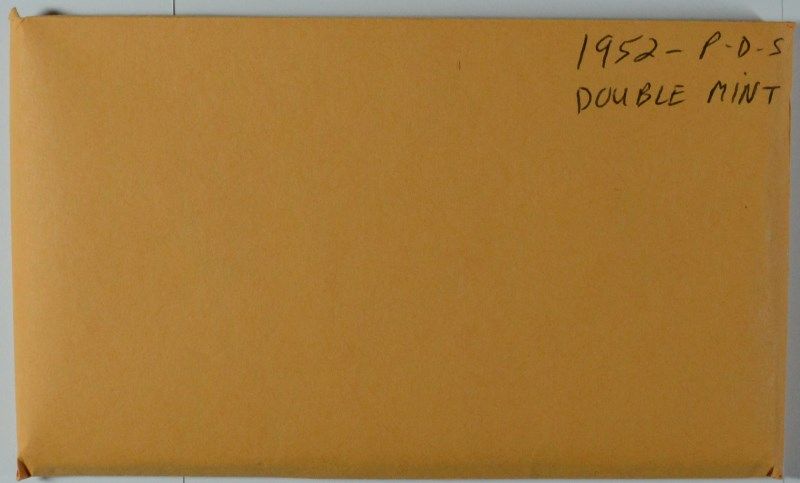 1952- P-D-S
DOUBLE MINT